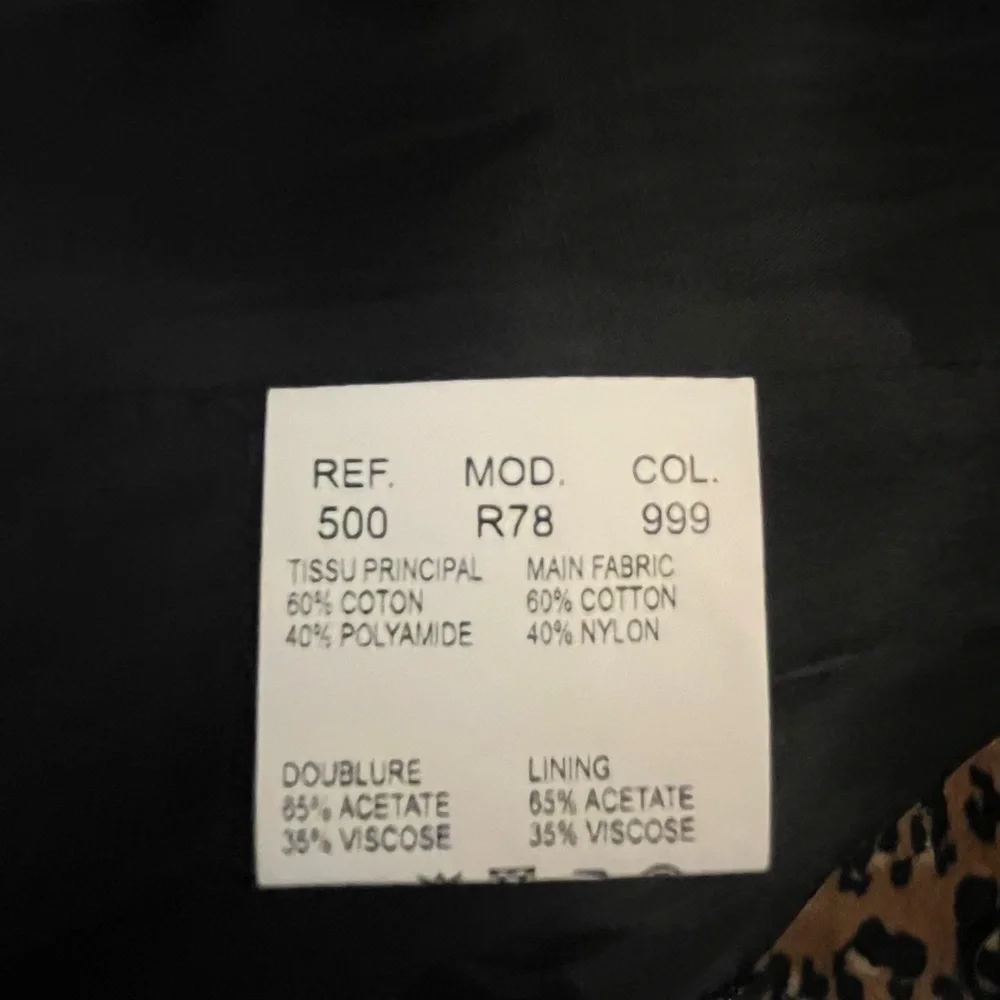 REF. MOD. COL.
500 R78 999
TISSU PRINCIPAL MAIN FABRIC
60% COTON 60% COTTON
40% POLYAMIDE 40% NYLON
DOUBLURE LINING
65% ACETATE 65% ACETATE
35% VISCOSE 35% VISCOSE